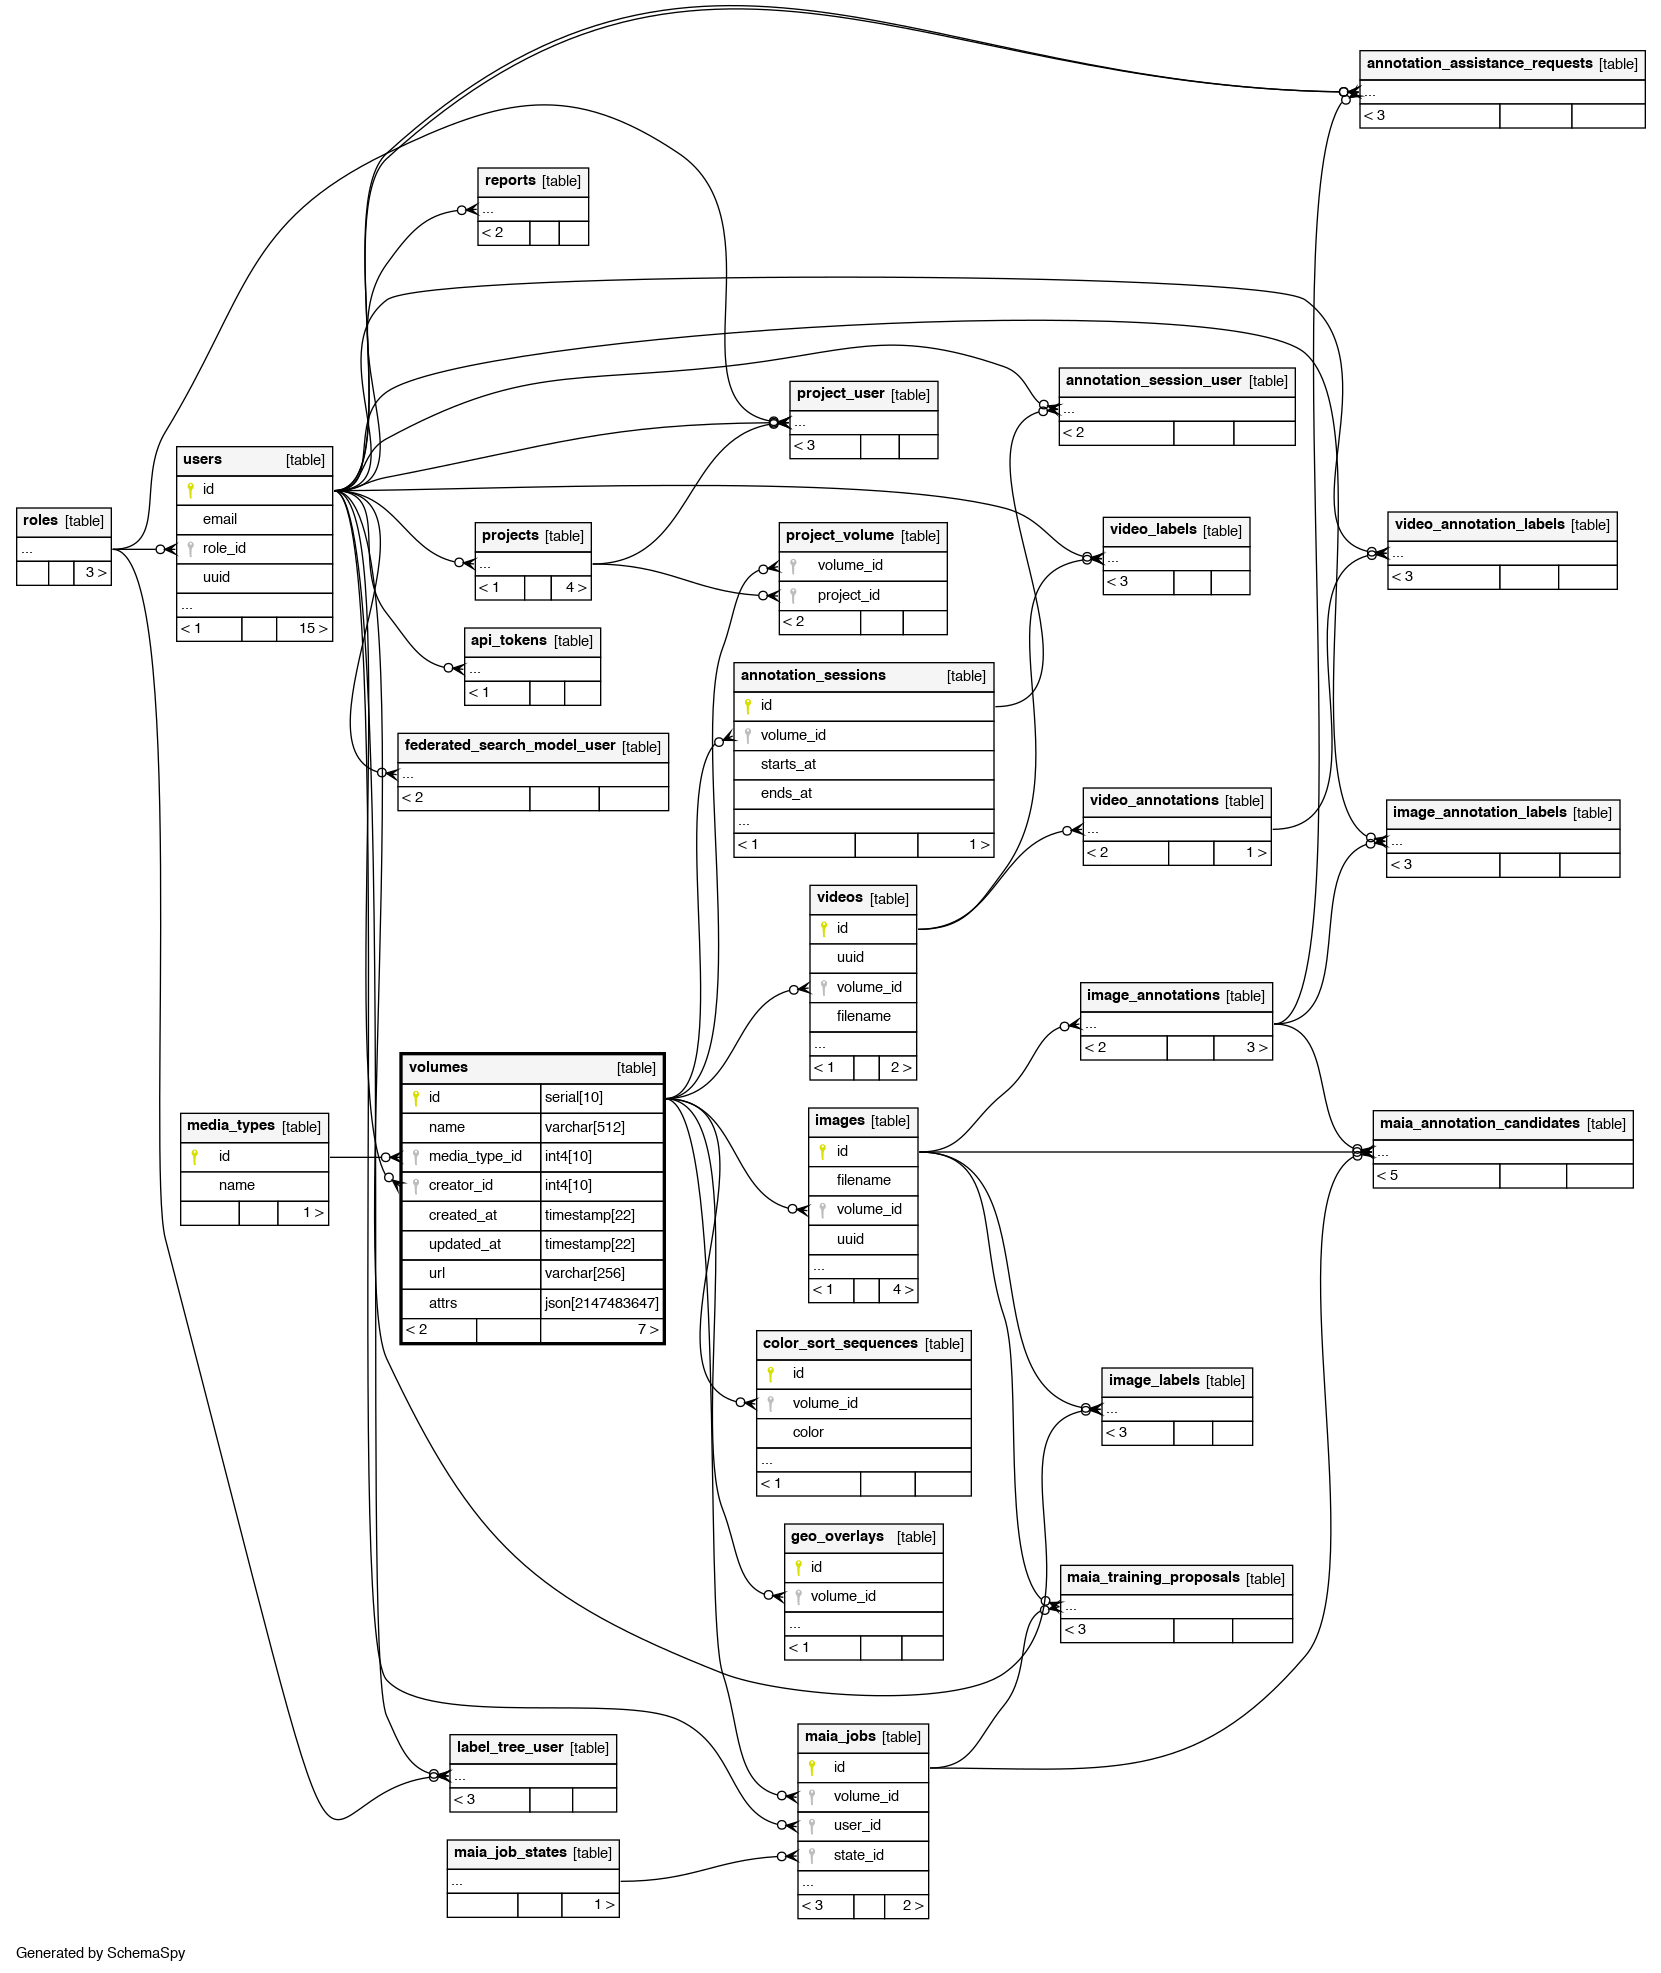 annotation_assistance_requests [table]
...
< 3
reports [table]
...
< 2
annotation_session_user [table]
...
< 2
project_user [table]
...
< 3
users [table]
id
email
role_id
uuid
...
< 1 15 >
roles [table]
...
3 >
projects [table]
...
< 1 4 >
project_volume [table]
volume_id
project_id
< 2
video_labels [table]
...
< 3
video_annotation_labels [table]
...
< 3
api_tokens [table]
...
< 1
annotation_sessions [table]
id
volume_id
starts_at
ends_at
...
< 1 1 >
federated_search_model_user [table]
...
< 2
video_annotations [table]
...
< 2 1 >
image_annotation_labels [table]
...
< 3
videos [table]
id
uuid
volume_id
filename
...
< 1 2 >
image_annotations [table]
...
< 2 3 >
volumes [table]
id serial[10]
name varchar[512]
media_type_id int4[10]
creator_id int4[10]
created_at timestamp[22]
updated_at timestamp[22]
url varchar[256]
attrs json[2147483647]
< 2 7 >
media_types [table]
id
name
1 >
images [table]
id
filename
volume_id
uuid
...
< 1 4 >
maia_annotation_candidates [table]
...
< 5
color_sort_sequences [table]
id
volume_id
color
...
< 1
image_labels [table]
...
< 3
geo_overlays [table]
id
volume_id
...
< 1
maia_training_proposals [table]
...
< 3
maia_jobs [table]
id
volume_id
user_id
state_id
...
< 3 2 >
label_tree_user [table]
...
< 3
maia_job_states [table]
...
1 >
Generated by SchemaSpy